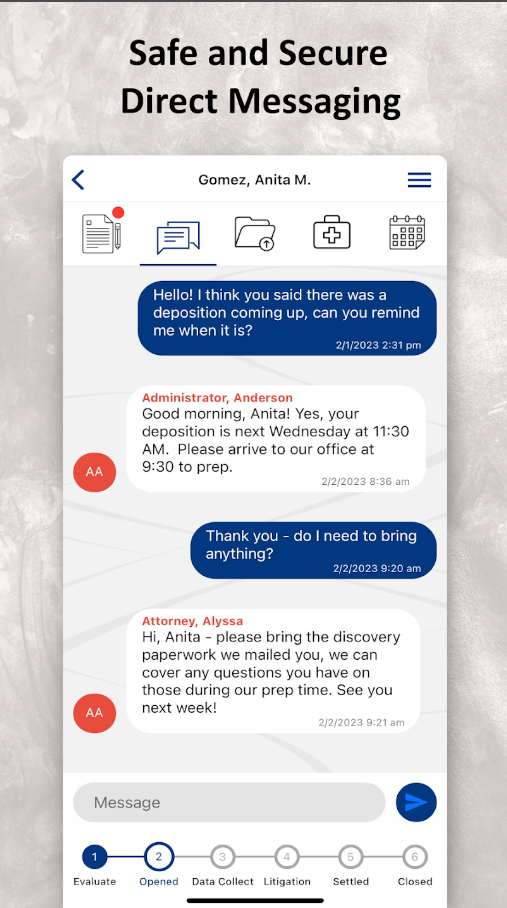 Safe and Secure
Direct Messaging
Gomez, Anita M.
Hello! I think you said there was a
deposition coming up, can you remind
me when it is?
2/1/2023 2:31 pm
Administrator, Anderson
Good morning, Anita! Yes, your
deposition is next Wednesday at 11:30
AM.  Please arrive to our office at
9:30 to prep.
AA
2/2/2023 8:36 am
Thank you - do I need to bring
anything?
2/2/2023 9:20 am
Attorney, Alyssa
Hi, Anita - please bring the discovery
paperwork we mailed you, we can
cover any questions you have on
those during our prep time. See you
next week!
AA
2/2/2023 9:21 am
Message
1 2 3 4 5 6
Evaluate Opened Data Collect Litigation Settled Closed